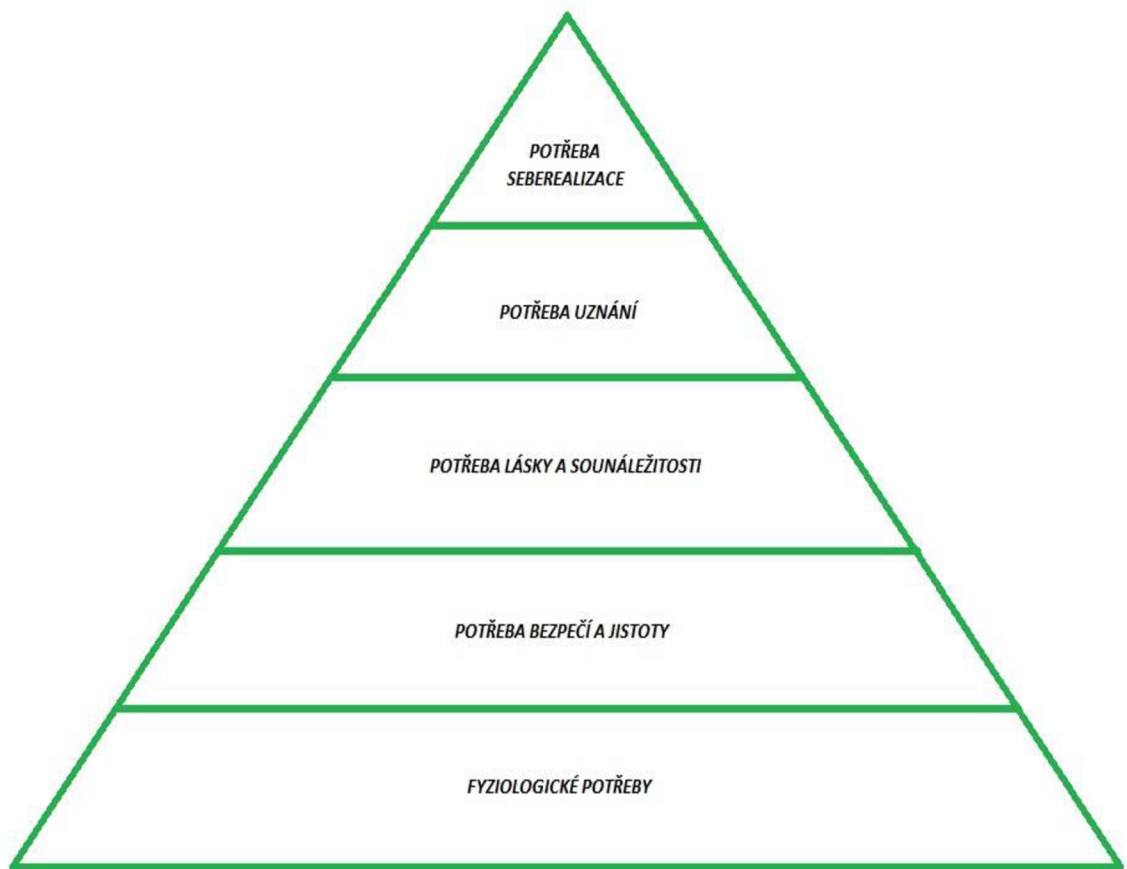 POTŘEBA
SEBEREALIZACE
POTŘEBA UZNÁNÍ
POTŘEBA LÁSKY A SOUNÁLEŽITOSTI
POTŘEBA BEZPEČÍ A JISTOTY
FYZIOLOGICKÉ POTŘEBY